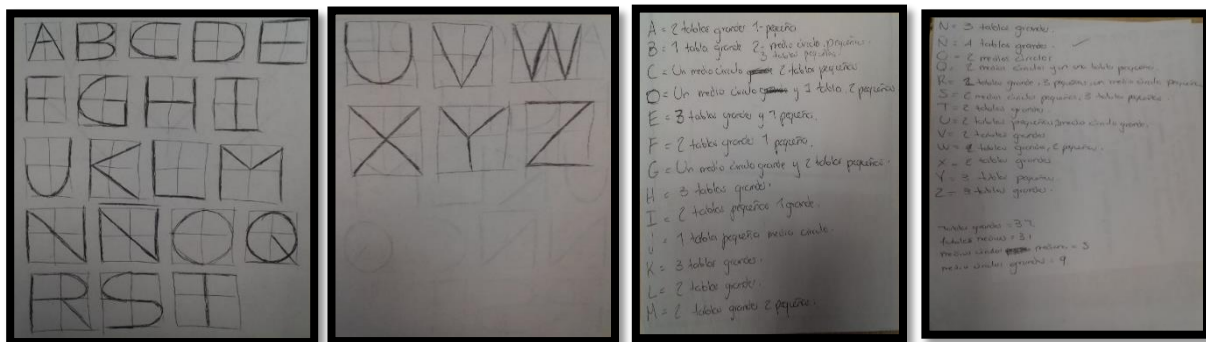 A B C D E
F G H I
J K L M
N N O Q
R S T
U V W
X Y Z
A = 2 tablas grandes 1- pequeña
B = 1 tabla grande 2- medio circulo pequeños.
3 tablas pequeñas.
C = Un medio circulo 2 tablas pequeñas
D = Un medio circulo y 1 tabla, 2 pequeñas
E = 3 tablas grandes y 1 pequeña.
F = 2 tablas grandes 1 pequeña.
G = Un medio circulo grande y 2 tablas pequeñas.
H = 3 tablas grandes.
I = 2 tablas pequeñas 1 grande.
J = 1 tabla pequeña medio circulo.
K = 3 tablas grandes.
L = 2 tablas grandes.
M = 2 tablas grandes 2 pequeñas.
N = 3 tablas grandes.
N = 4 tablas grandes.
O = 2 medios circulos
Q = 2 medios circulos y un tabla pequeña
R = 2 tablas grandes, 2 pequeñas un medio circulo pequeño.
S = 2 medios circulos pequeños, 3 tablas pequeñas.
T = 2 tablas grandes.
U = 2 tablas pequeñas, medio circulo grande.
V = 2 tablas grandes
W = 2 tablas grandes, 2 pequeñas.
X = 2 tablas grandes
Y = 3 tablas pequeñas.
Z = 3 tablas grandes.
tablas grandes = 37
tablas medianas = 31
medios circulos medianos = 5
medio circulos grandes = 9